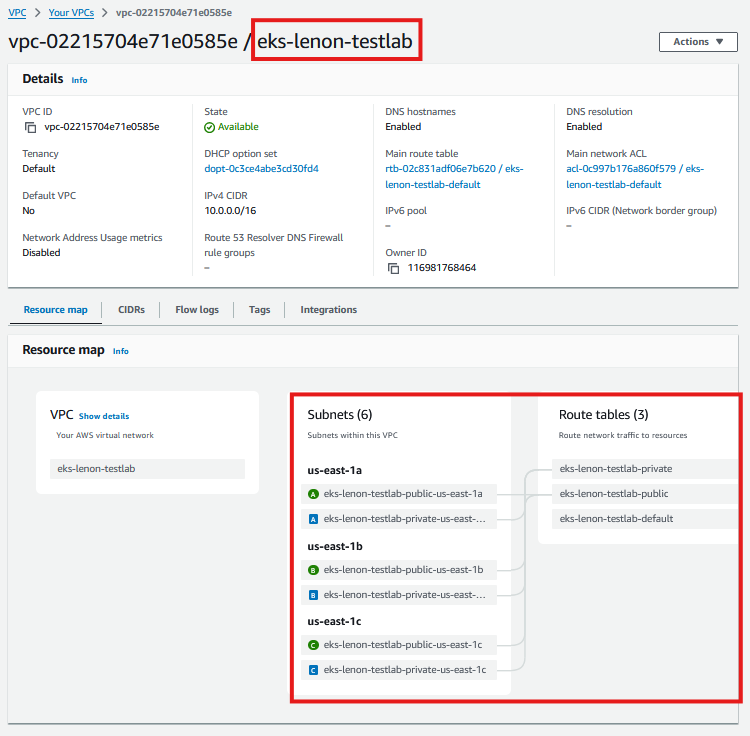 VPC > Your VPCs > vpc-02215704e71e0585e
vpc-02215704e71e0585e / eks-lenon-testlab
Actions ▼
Details Info
VPC ID
vpc-02215704e71e0585e
State
Available
DNS hostnames
Enabled
DNS resolution
Enabled
Tenancy
Default
DHCP option set
dopt-0c3ce4abe3cd30fd4
Main route table
rtb-02c831adf06e7b620 / eks-
lenon-testlab-default
Main network ACL
acl-0c997b176a860f579 / eks-
lenon-testlab-default
Default VPC
No
IPv4 CIDR
10.0.0.0/16
IPv6 pool
–
IPv6 CIDR (Network border group)
–
Network Address Usage metrics
Disabled
Route 53 Resolver DNS Firewall
rule groups
–
Owner ID
116981768464
Resource map
CIDRs
Flow logs
Tags
Integrations
Resource map Info
VPC Show details
Your AWS virtual network
eks-lenon-testlab
Subnets (6)
Subnets within this VPC
us-east-1a
A eks-lenon-testlab-public-us-east-1a
A eks-lenon-testlab-private-us-east-...
us-east-1b
B eks-lenon-testlab-public-us-east-1b
B eks-lenon-testlab-private-us-east-...
us-east-1c
C eks-lenon-testlab-public-us-east-1c
C eks-lenon-testlab-private-us-east-1c
Route tables (3)
Route network traffic to resources
eks-lenon-testlab-private
eks-lenon-testlab-public
eks-lenon-testlab-default